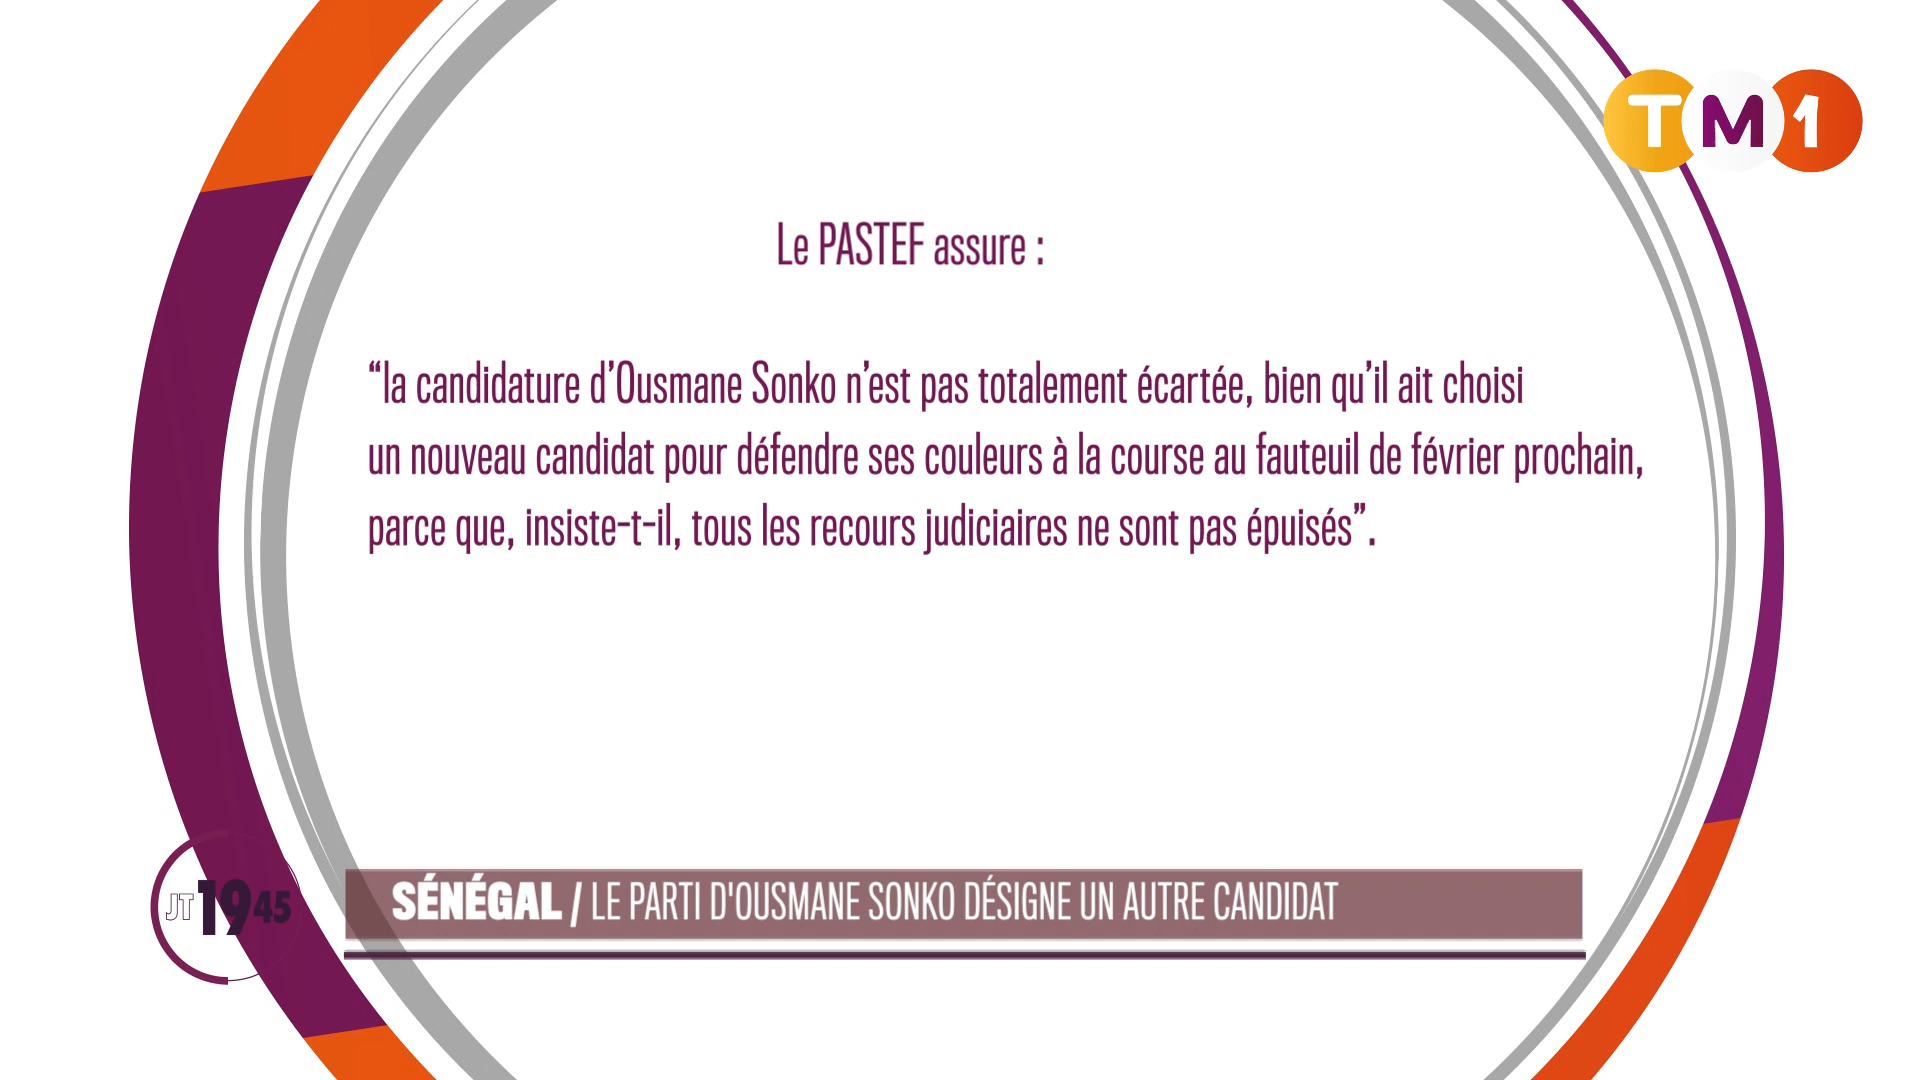 TM1
Le PASTEF assure :
“la candidature d’Ousmane Sonko n’est pas totalement écartée, bien qu’il ait choisi
un nouveau candidat pour défendre ses couleurs à la course au fauteuil de février prochain,
parce que, insiste-t-il, tous les recours judiciaires ne sont pas épuisés”.
JT 19 45
SÉNÉGAL / LE PARTI D'OUSMANE SONKO DÉSIGNE UN AUTRE CANDIDAT